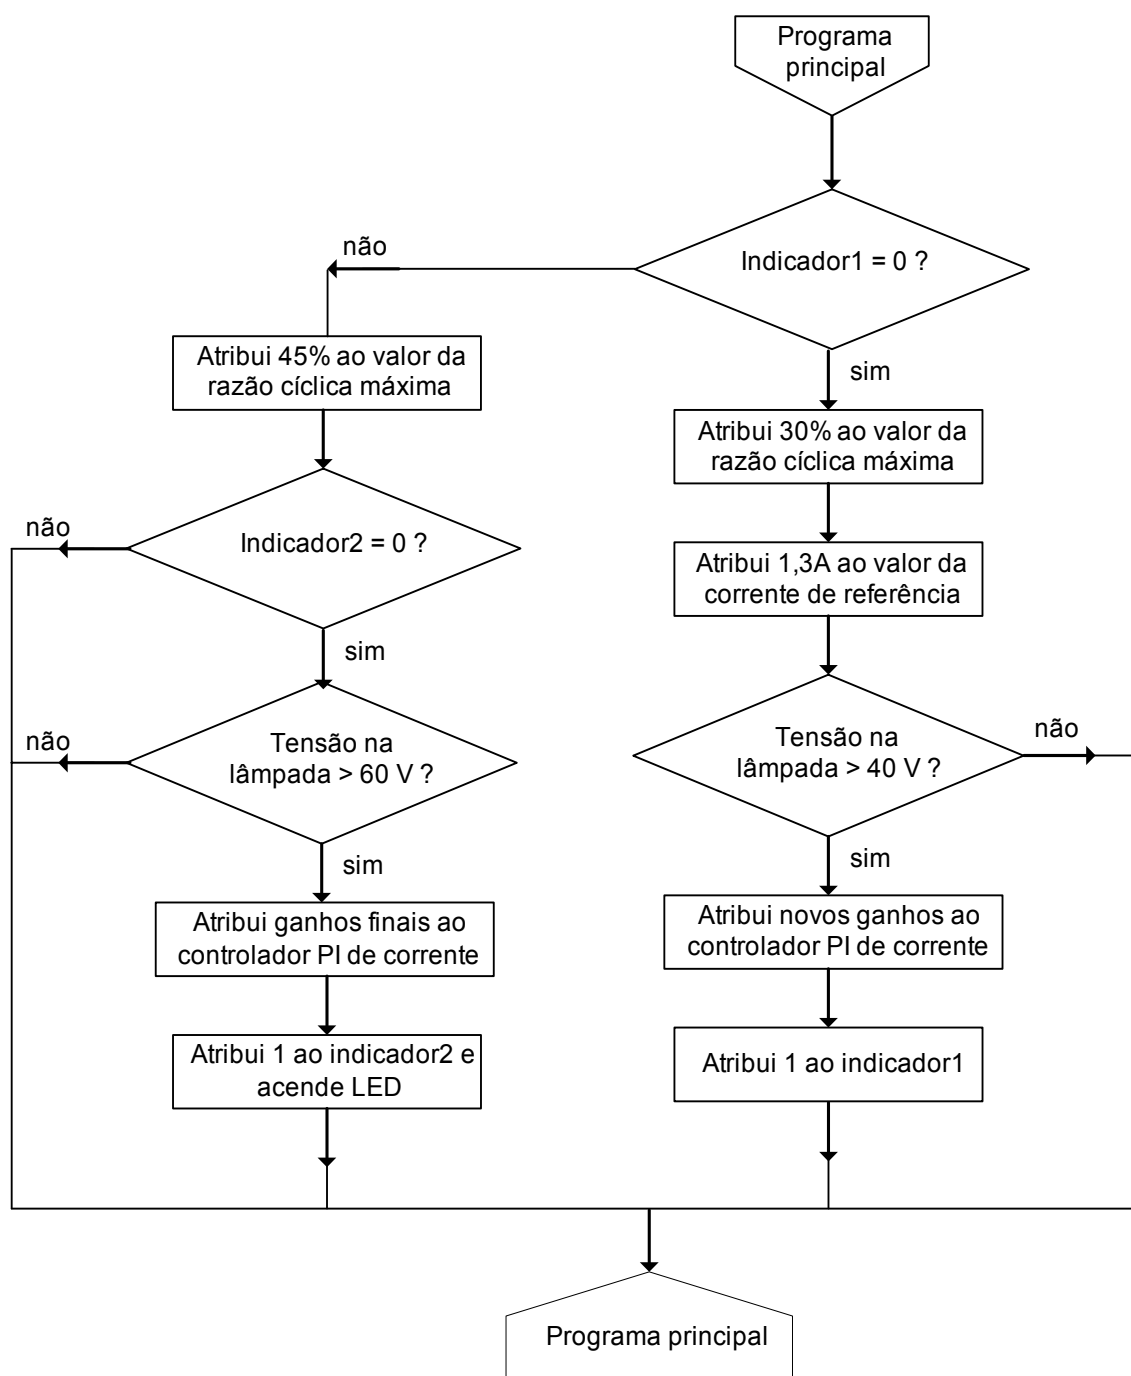 Programa
principal
Indicador1 = 0 ?
não
sim
Atribui 45% ao valor da
razão cíclica máxima
Atribui 30% ao valor da
razão cíclica máxima
Indicador2 = 0 ?
não
sim
Atribui 1,3A ao valor da
corrente de referência
Tensão na
lâmpada > 60 V ?
não
sim
Tensão na
lâmpada > 40 V ?
não
sim
Atribui ganhos finais ao
controlador PI de corrente
Atribui novos ganhos ao
controlador PI de corrente
Atribui 1 ao indicador2 e
acende LED
Atribui 1 ao indicador1
Programa principal